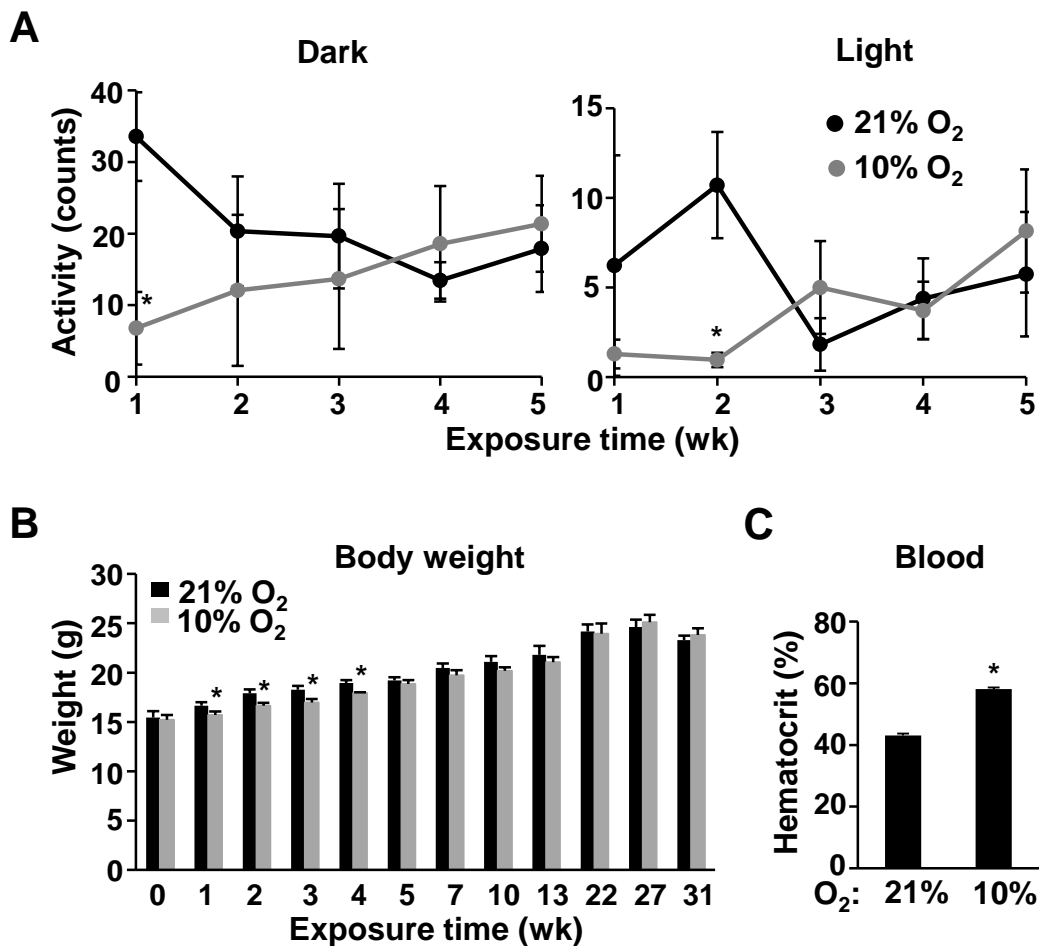 A
Dark
Light
Activity (counts)
40
30
20
10
0
*
1 2 3 4 5
15
10
5
0
21% O2
10% O2
*
1 2 3 4 5
Exposure time (wk)
B
Body weight
Weight (g)
30
25
20
15
10
5
0
21% O2
10% O2
* * * *
0 1 2 3 4 5 7 10 13 22 27 31
Exposure time (wk)
C
Blood
Hematocrit (%)
80
60
40
20
0
*
O2: 21% 10%